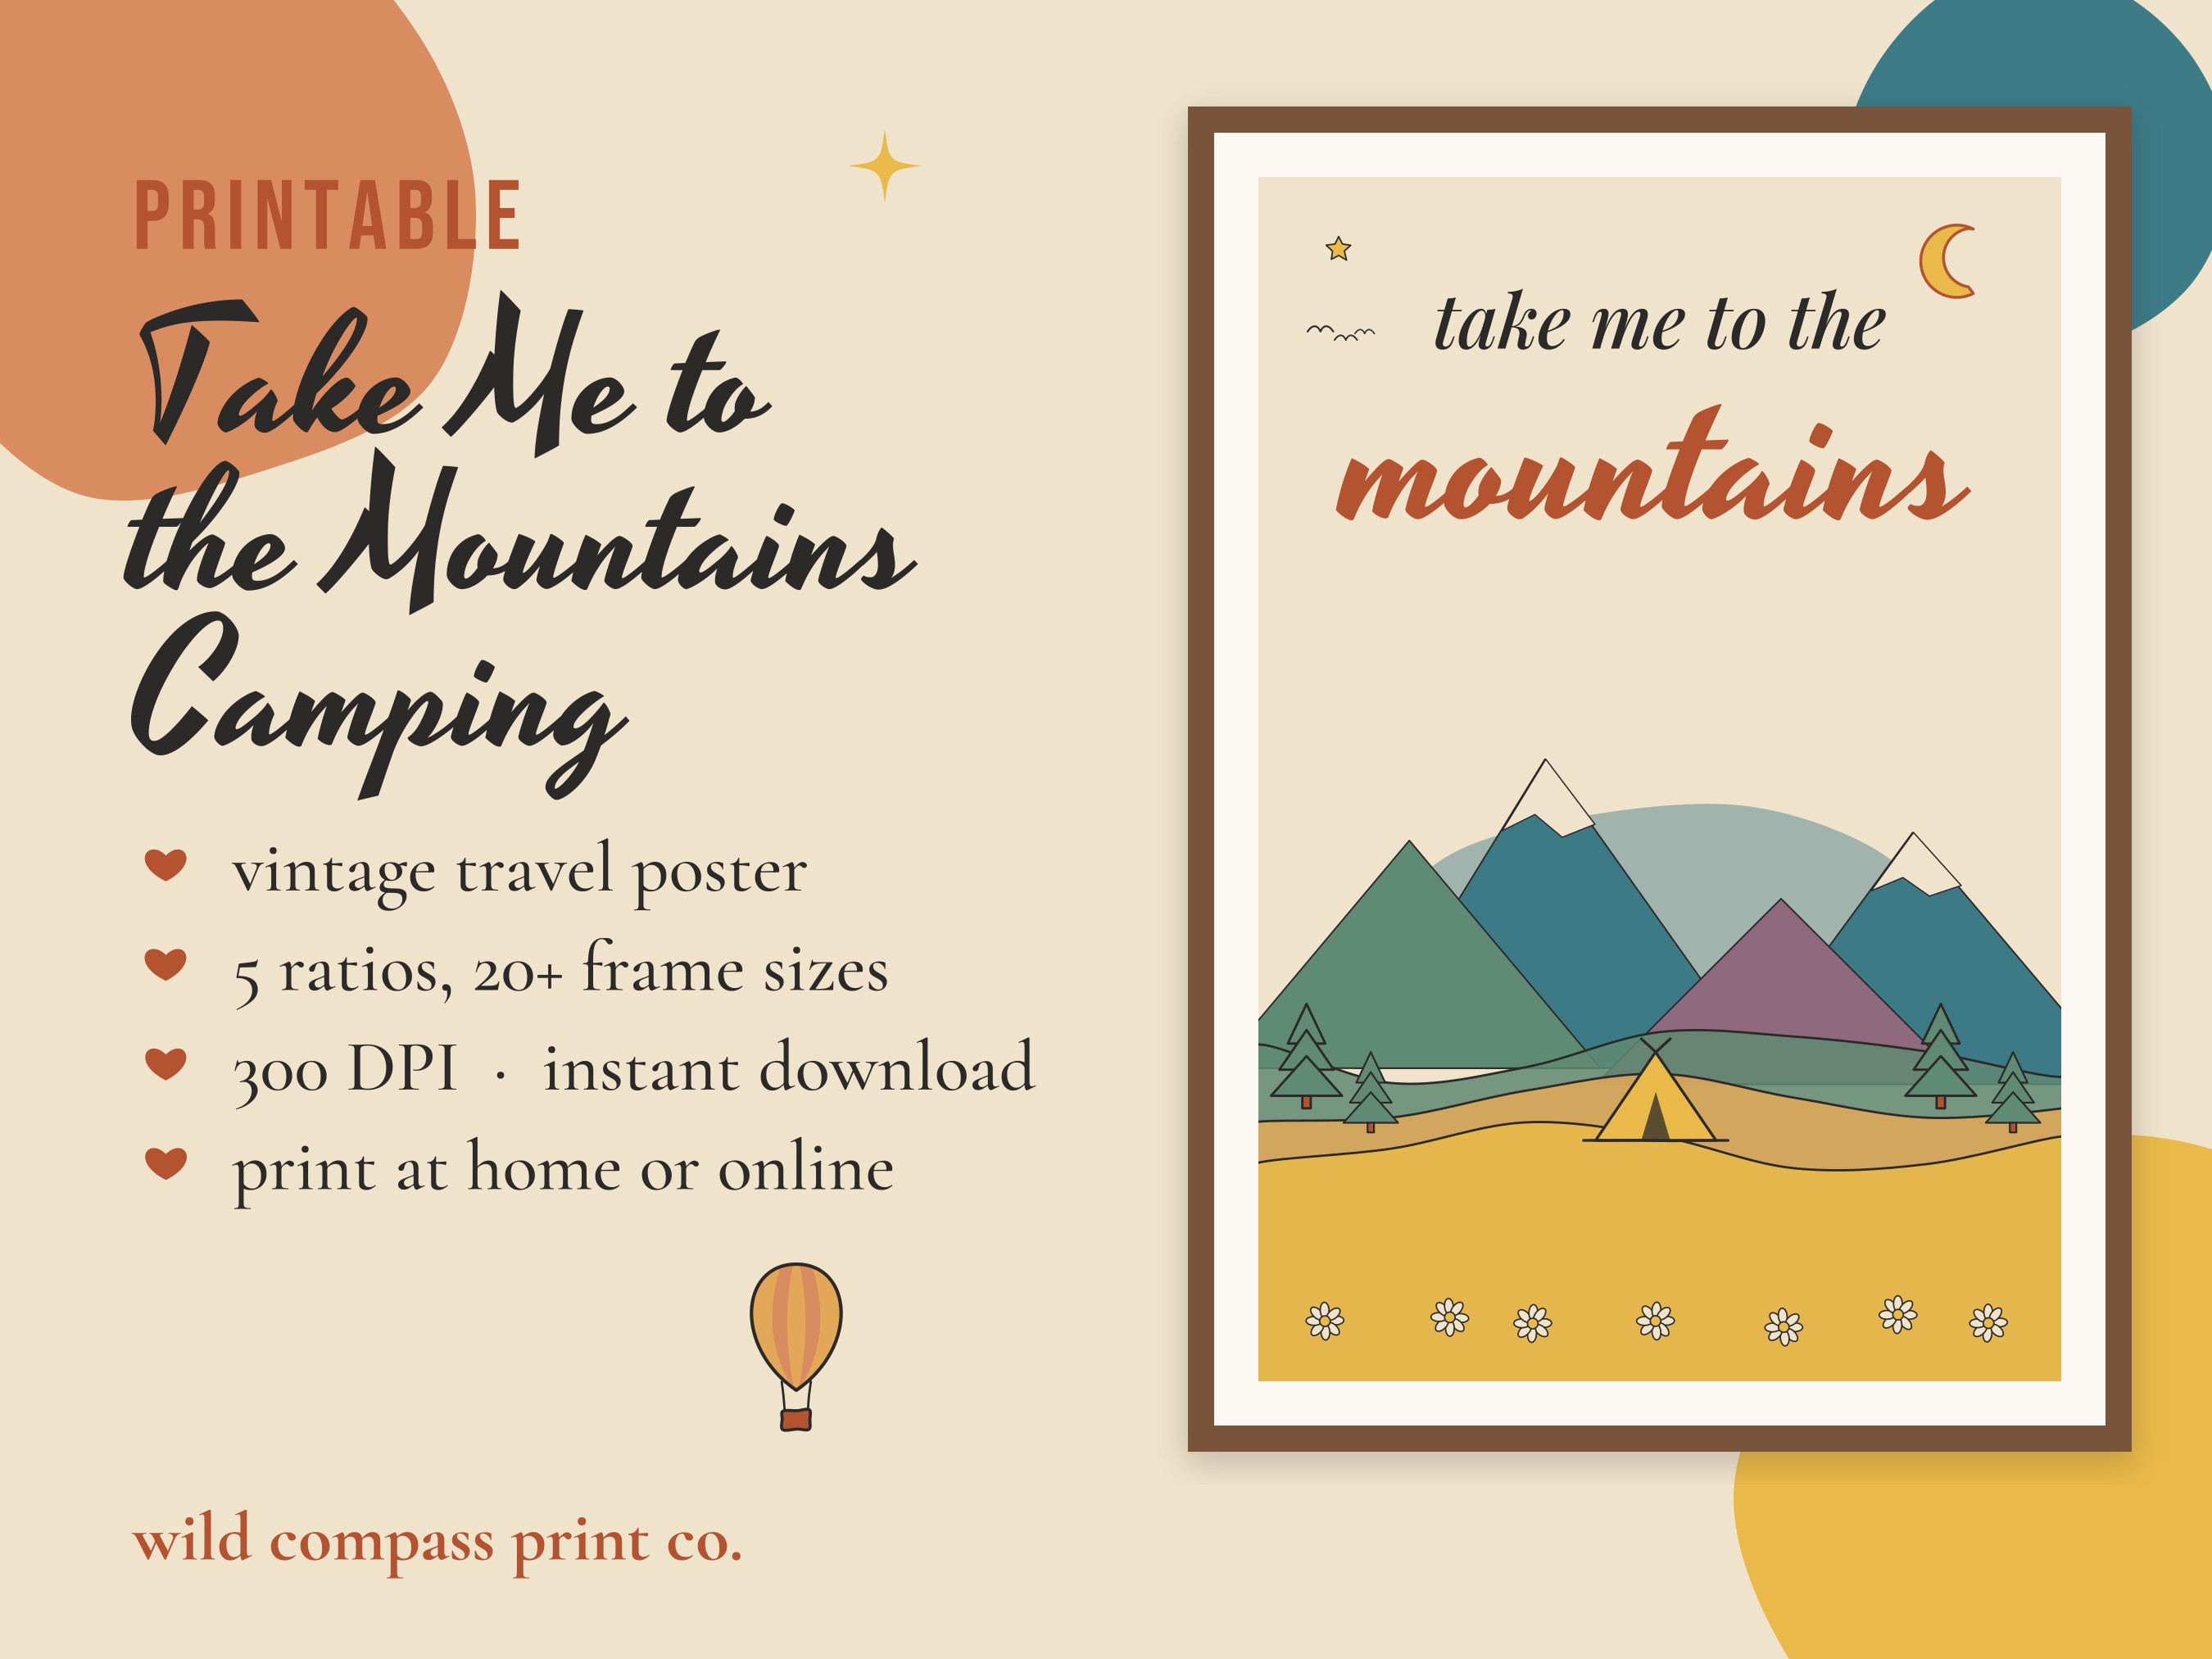 PRINTABLE
Take Me to
the Mountains
Camping
vintage travel poster
5 ratios, 20+ frame sizes
300 DPI · instant download
print at home or online
wild compass print co.
take me to the
mountains